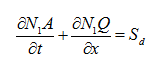 ∂N₁A/∂t + ∂N₁Q/∂x = S_d